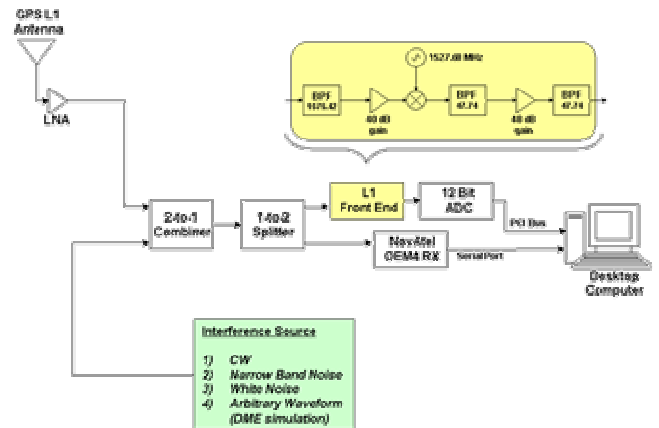 GPS L1
Antenna
LNA
1527.68 MHz
BPF
1575.42
40 dB
gain
BPF
47.74
40 dB
gain
BPF
47.74
2-to-1
Combiner
1-to-2
Splitter
L1
Front End
12 Bit
ADC
PCI Bus
NovAtel
OEM4 RX
Serial Port
Desktop
Computer
Interference Source
1) CW
2) Narrow Band Noise
3) White Noise
4) Arbitrary Waveform
(DME simulation)